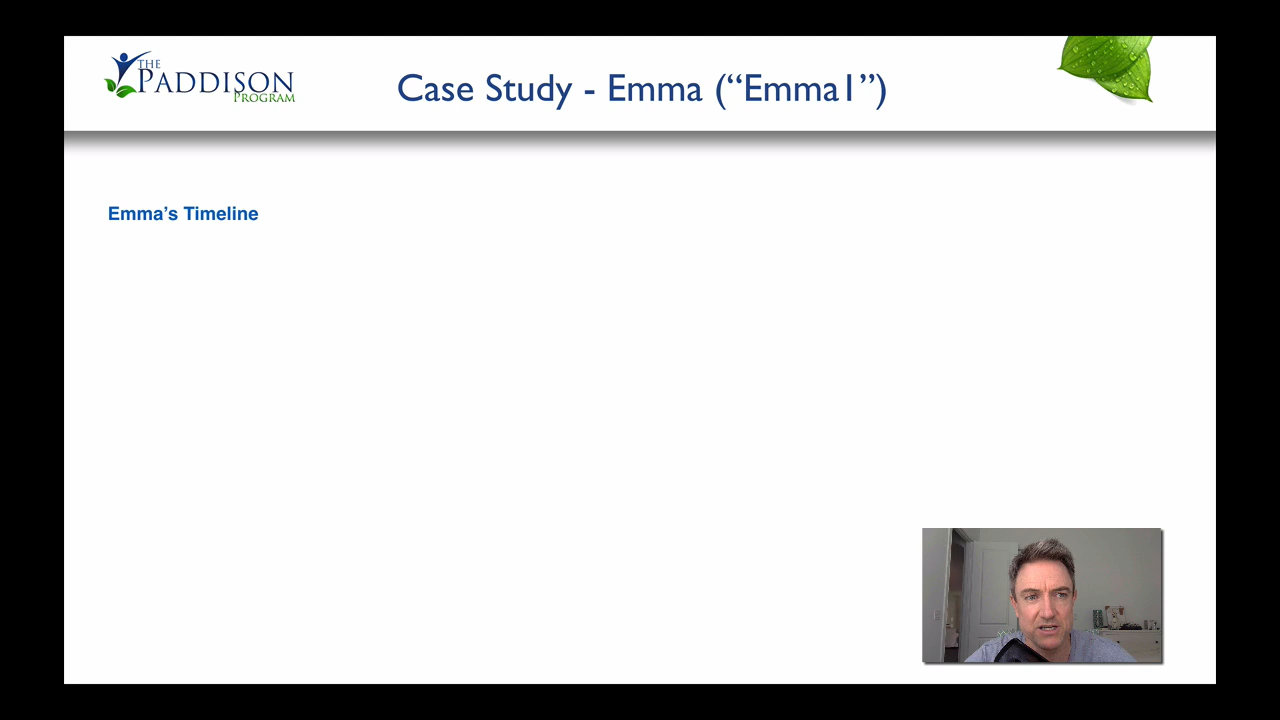 THE
PADDISON
PROGRAM
Case Study - Emma (“Emma1”)
Emma’s Timeline